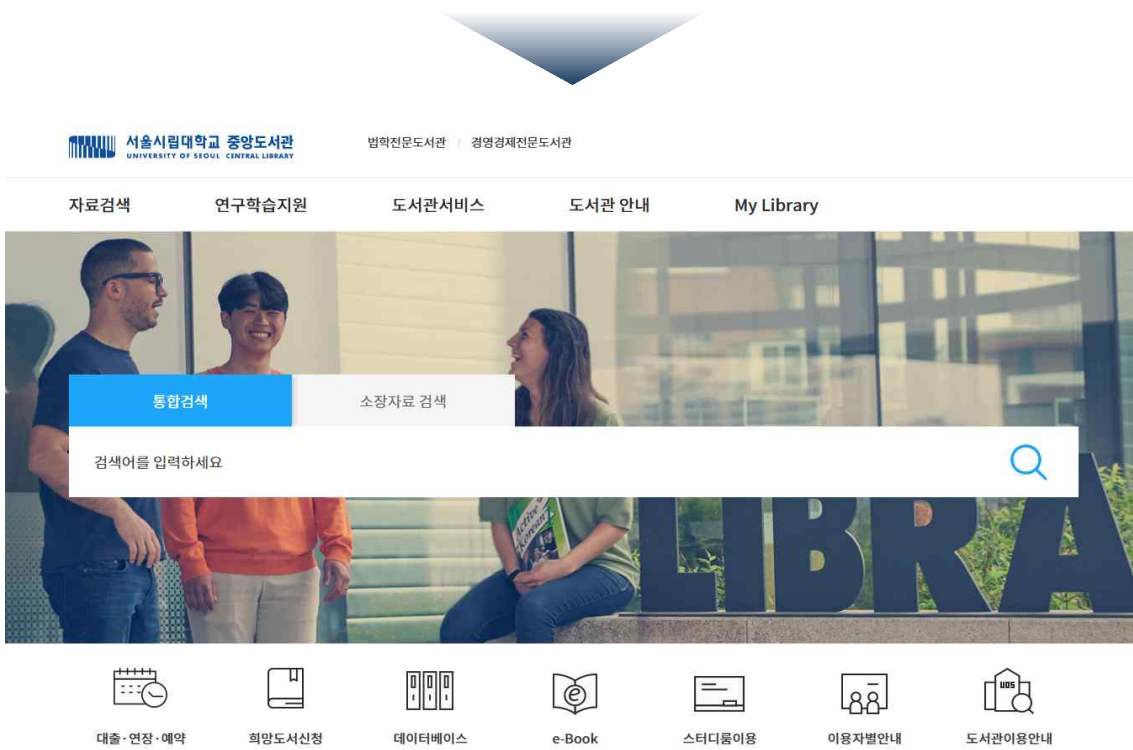 서울시립대학교 중앙도서관
UNIVERSITY OF SEOUL CENTRAL LIBRARY
법학전문도서관 | 경영경제전문도서관
자료검색 연구학습지원 도서관서비스 도서관 안내 My Library
통합검색 소장자료 검색
검색어를 입력하세요
Active Korean
LIBRA
UOS
대출·연장·예약 희망도서신청 데이터베이스 e-Book 스터디룸이용 이용자별안내 도서관이용안내